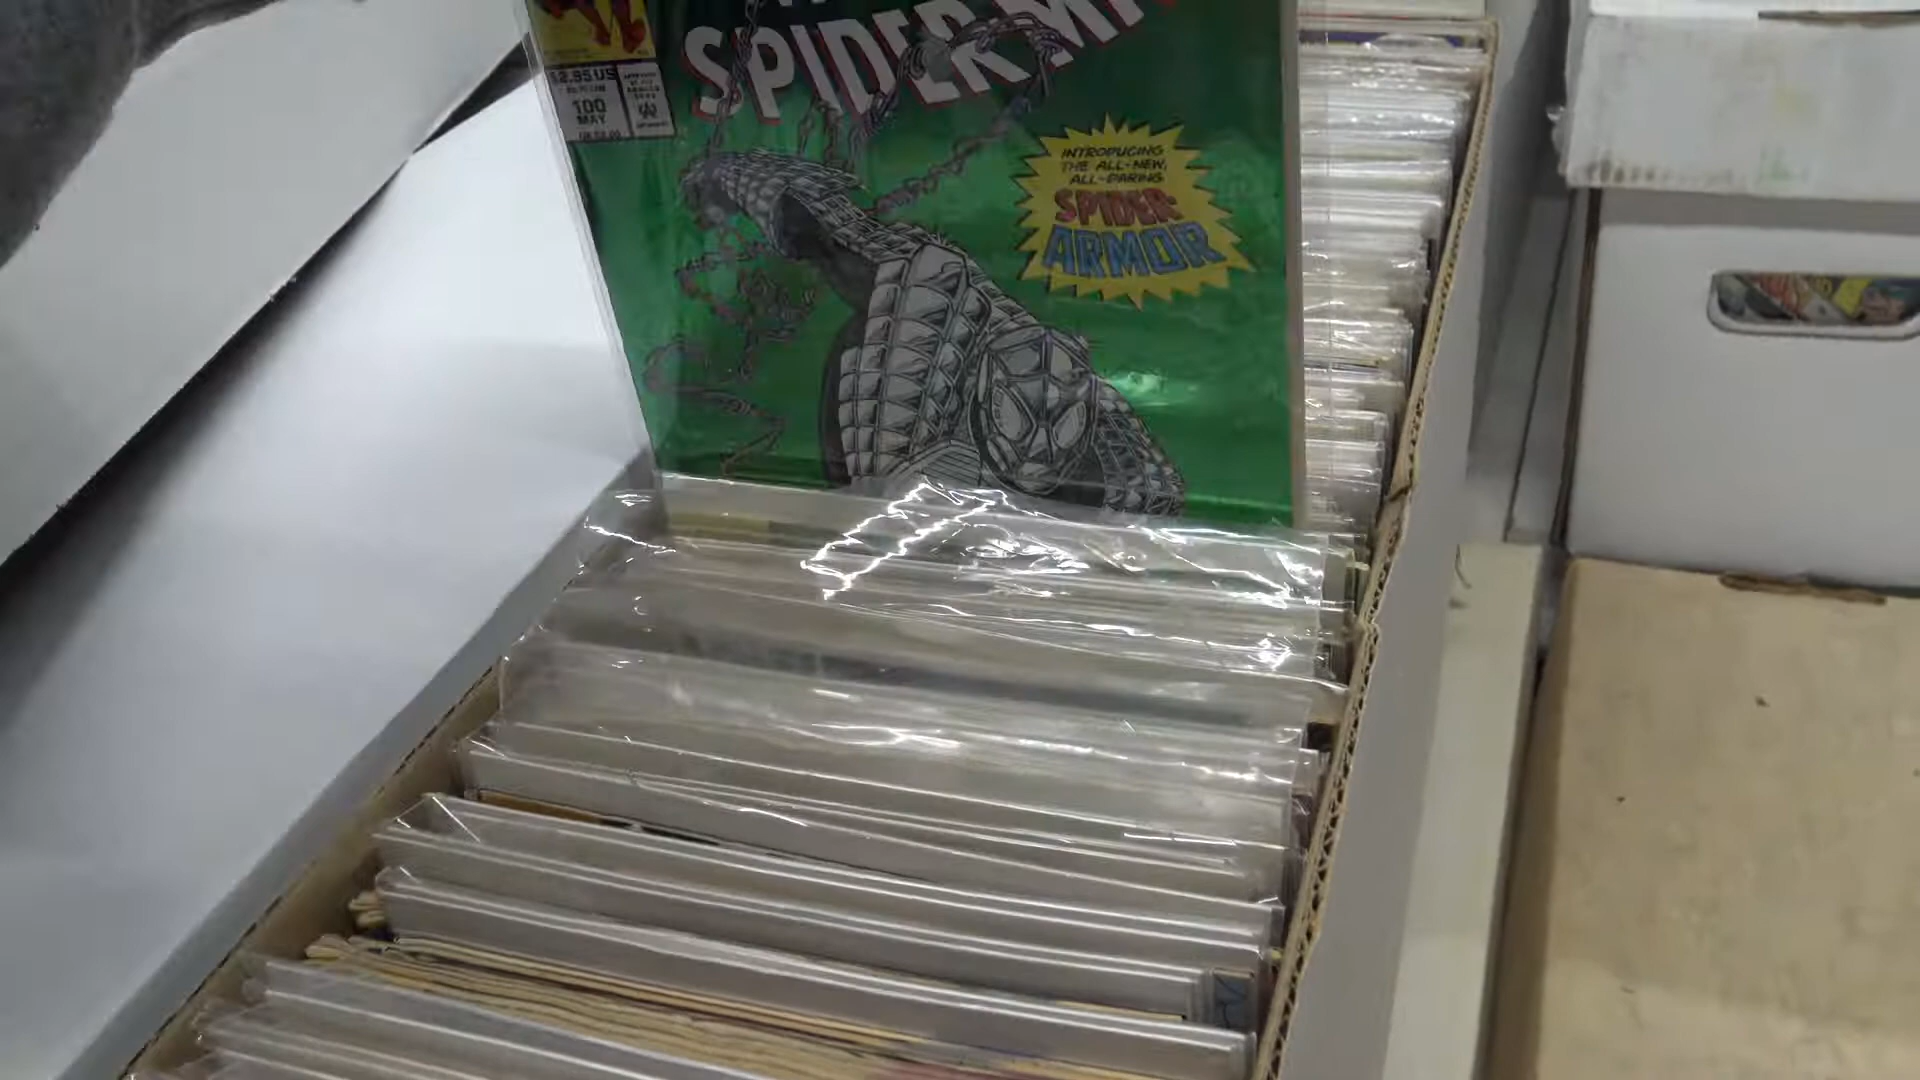 SPIDER-M
$2.95 US
100
MAY
INTRODUCING
THE ALL-NEW,
ALL-DARING
SPIDER-
ARMOR